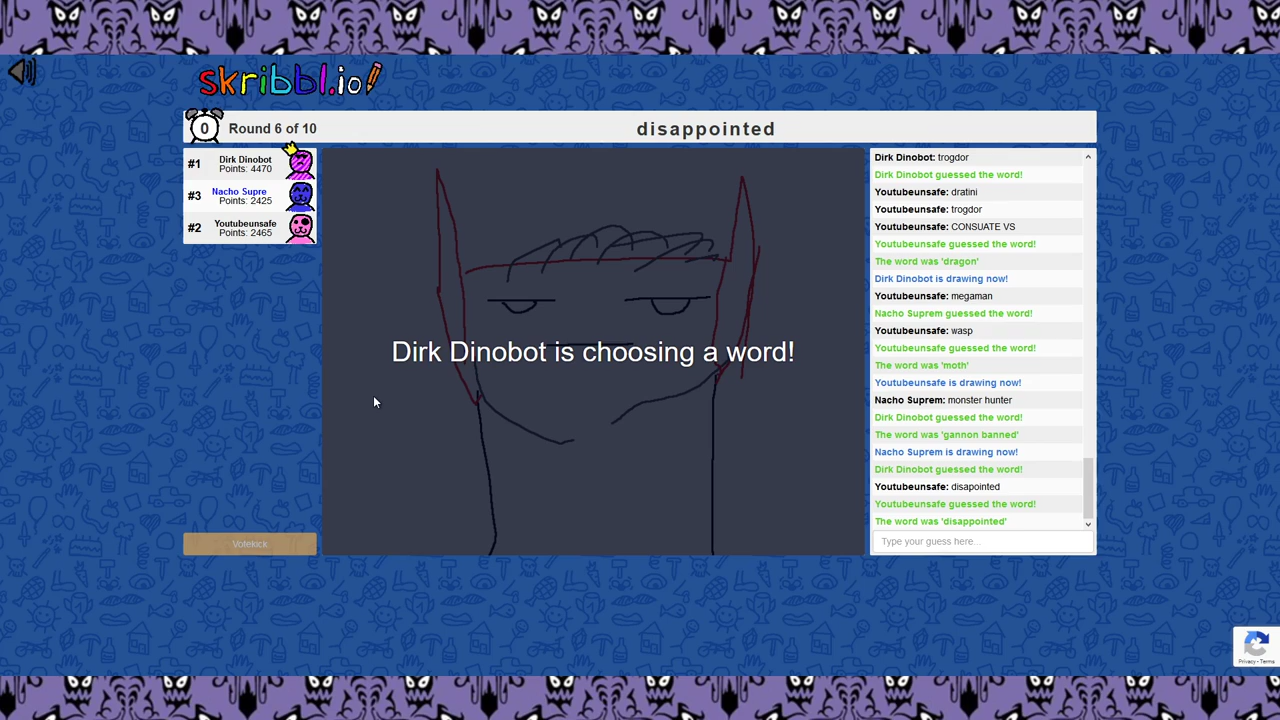 skribbl.io
0
Round 6 of 10
disappointed
#1
Dirk Dinobot
Points: 4470
#3
Nacho Supre
Points: 2425
#2
Youtubeunsafe
Points: 2465
Votekick
Dirk Dinobot is choosing a word!
Dirk Dinobot: trogdor
Dirk Dinobot guessed the word!
Youtubeunsafe: dratini
Youtubeunsafe: trogdor
Youtubeunsafe: CONSUATE VS
Youtubeunsafe guessed the word!
The word was 'dragon'
Dirk Dinobot is drawing now!
Youtubeunsafe: megaman
Nacho Suprem guessed the word!
Youtubeunsafe: wasp
Youtubeunsafe guessed the word!
The word was 'moth'
Youtubeunsafe is drawing now!
Nacho Suprem: monster hunter
Dirk Dinobot guessed the word!
The word was 'gannon banned'
Nacho Suprem is drawing now!
Dirk Dinobot guessed the word!
Youtubeunsafe: disapointed
Youtubeunsafe guessed the word!
The word was 'disappointed'
Type your guess here...
Privacy - Terms